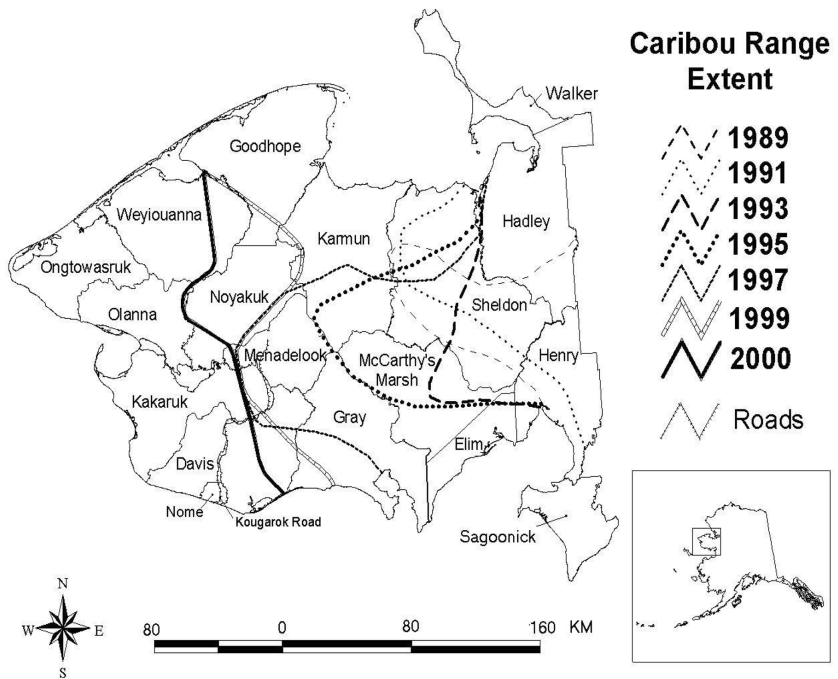 Caribou Range
Extent
1989
1991
1993
1995
1997
1999
2000
Roads
Walker
Goodhope
Weyiouanna
Hadley
Karmun
Ongtowasruk
Noyakuk
Olanna
Sheldon
Menadelook
McCarthy's
Marsh
Henry
Kakaruk
Gray
Elim
Davis
Nome
Kougarok Road
Sagoonick
N
W E
S
80 0 80 160 KM